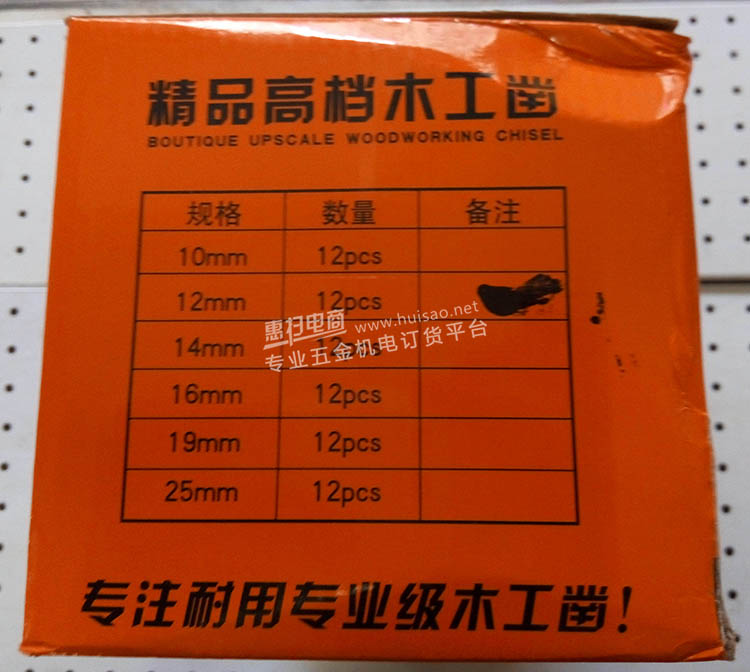 精品高档木工凿
BOUTIQUE UPSCALE WOODWORKING CHISEL
规格 数量 备注
10mm 12pcs
12mm 12pcs
惠扫电商 www.huisao.net
专业五金机电订货平台
14mm 12pcs
16mm 12pcs
19mm 12pcs
25mm 12pcs
专注耐用专业级木工凿!